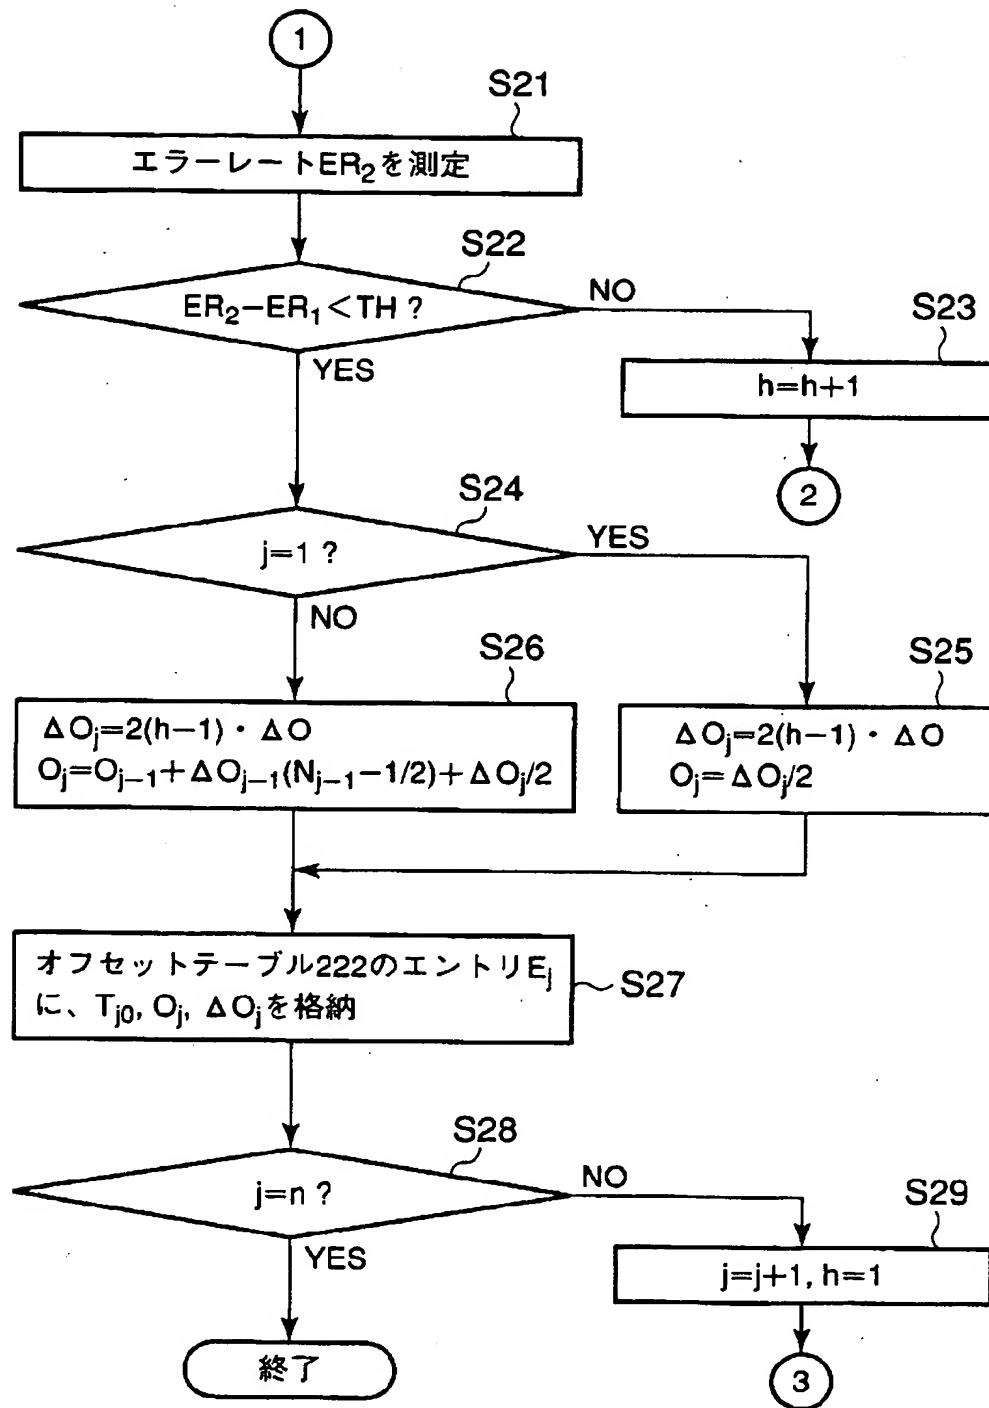 1
S21
エラーレートER₂を測定
S22
ER₂−ER₁<TH ?
NO
S23
YES
h=h+1
2
S24
j=1 ?
YES
NO
S26
S25
ΔOⱼ=2(h−1)・ΔO
Oⱼ=Oⱼ₋₁+ΔOⱼ₋₁(Nⱼ₋₁−1/2)+ΔOⱼ/2
ΔOⱼ=2(h−1)・ΔO
Oⱼ=ΔOⱼ/2
オフセットテーブル222のエントリEⱼ
に、Tⱼ₀, Oⱼ, ΔOⱼを格納
S27
S28
j=n ?
NO
S29
YES
j=j+1, h=1
終了
3